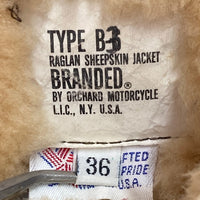 TYPE B3
RAGLAN SHEEPSKIN JACKET
BRANDED.
BY ORCHARD MOTORCYCLE
L.I.C., N.Y. U.S.A.
36
FTED
PRIDE
U.S.A.